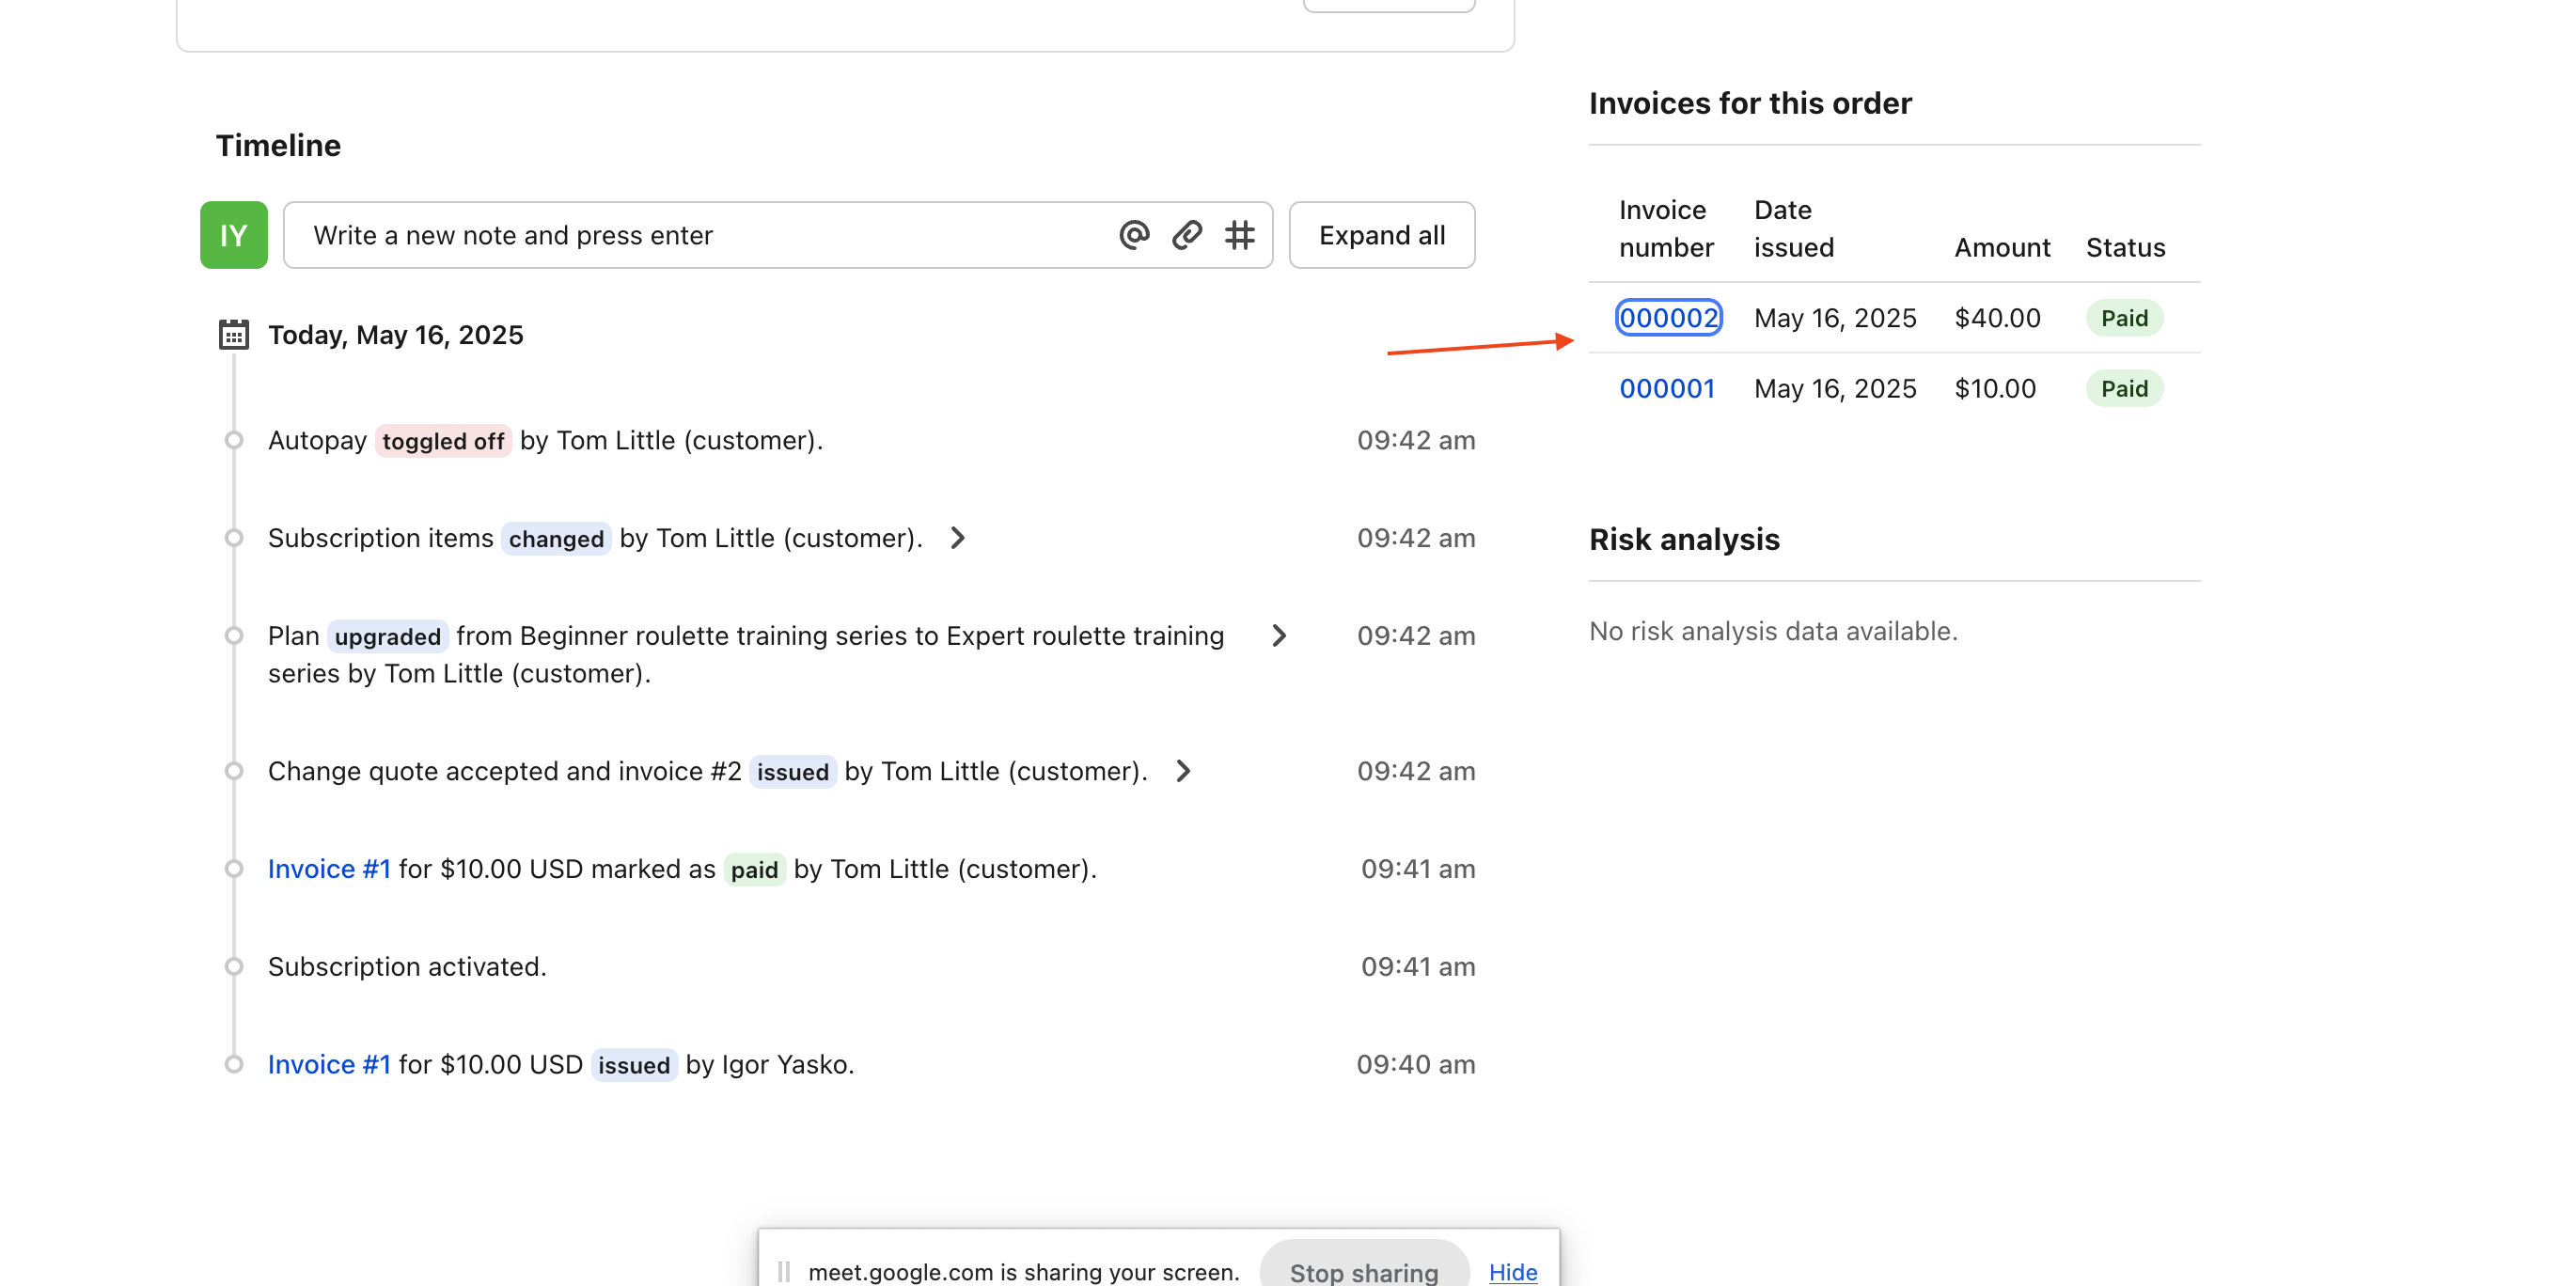 Timeline
IY
Write a new note and press enter
Expand all
Today, May 16, 2025
Autopay toggled off by Tom Little (customer). 09:42 am
Subscription items changed by Tom Little (customer). 09:42 am
Plan upgraded from Beginner roulette training series to Expert roulette training 09:42 am
series by Tom Little (customer).
Change quote accepted and invoice #2 issued by Tom Little (customer). 09:42 am
Invoice #1 for $10.00 USD marked as paid by Tom Little (customer). 09:41 am
Subscription activated. 09:41 am
Invoice #1 for $10.00 USD issued by Igor Yasko. 09:40 am
Invoices for this order
Invoice Date
number issued Amount Status
000002 May 16, 2025 $40.00 Paid
000001 May 16, 2025 $10.00 Paid
Risk analysis
No risk analysis data available.
meet.google.com is sharing your screen. Stop sharing Hide